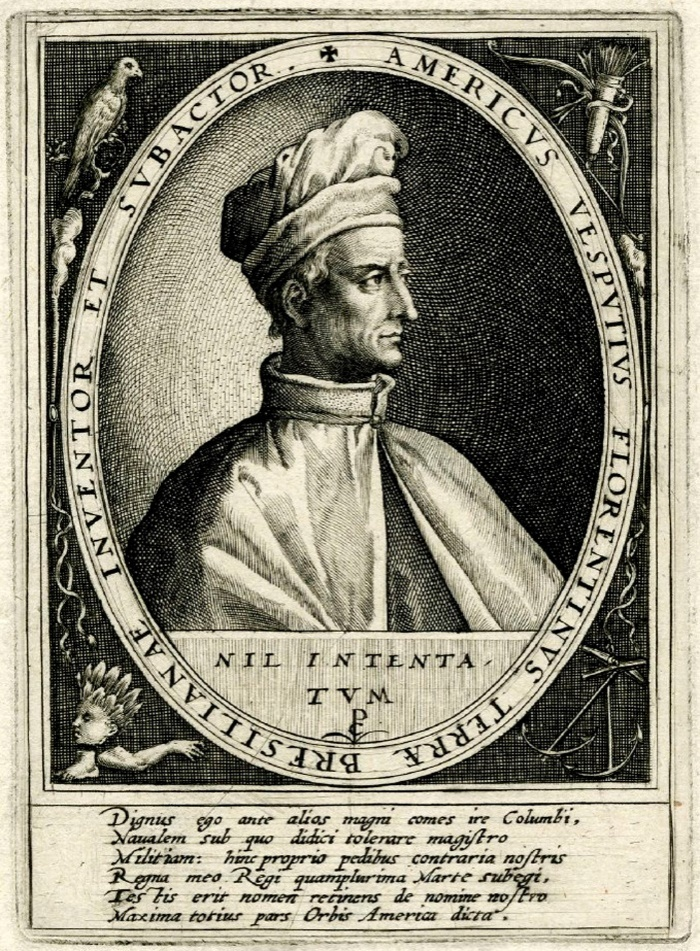 ✠ AMERICVS VESPVTIVS FLORENTINVS TERRÆ BRESILIANAE INVENTOR ET SVBACTOR.
NIL INTENTA-
TVM
Dignus ego ante alios magni comes ire Columbi,
Naualem sub quo didici tolerare magistro
Militiam: hinc proprio pedibus contraria nostris
Regna meo Regi quamplurima Marte subegi,
Testis erit nomen retinens de nomine nostro
Maxima totius pars Orbis America dicta.